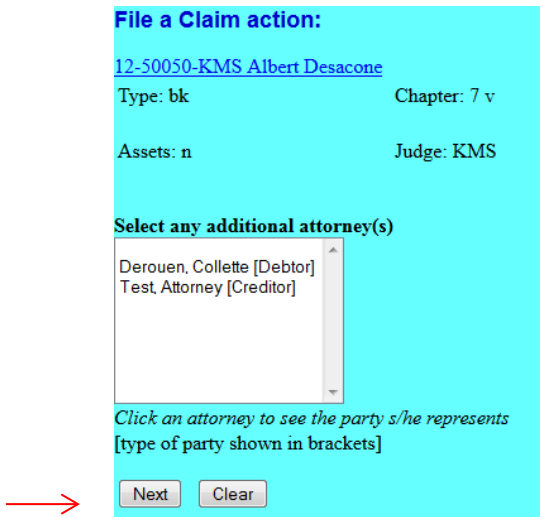 File a Claim action:
12-50050-KMS Albert Desacone
Type: bk Chapter: 7 v
Assets: n Judge: KMS
Select any additional attorney(s)
Derouen, Collette [Debtor]
Test, Attorney [Creditor]
Click an attorney to see the party s/he represents
[type of party shown in brackets]
Next Clear